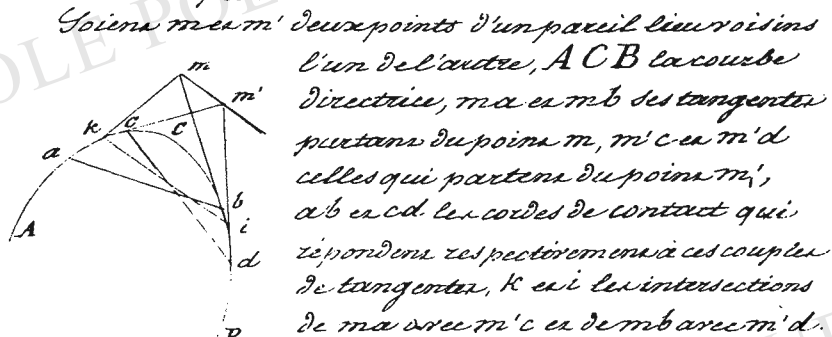 Soient m et m' deux points d'un pareil lieu voisins
l'un de l'autre, ACB la courbe
directrice, ma et mb ses tangentes
partant du point m, m'c et m'd
celles qui partent du point m',
ab et cd les cordes de contact qui
répondent respectivement à ces couples
de tangentes, k et i les intersections
de ma avec m'c et de mb avec m'd.
m
m'
k
c
C
a
b
i
A
d